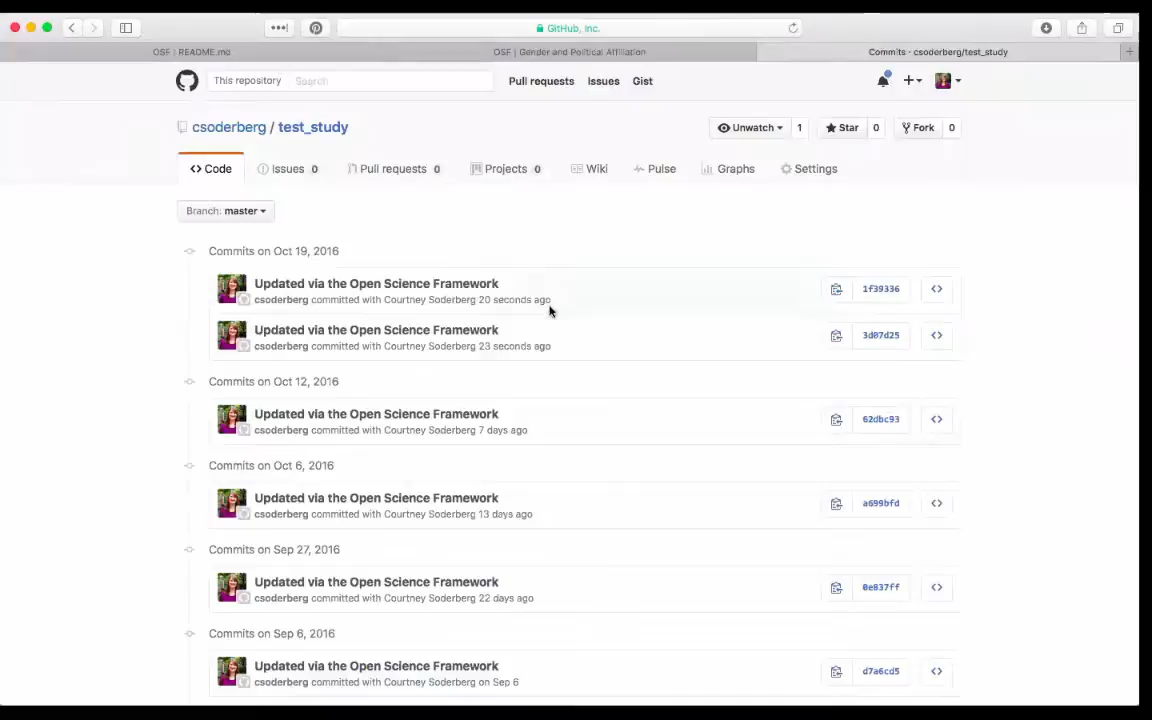 GitHub, Inc.
OSF | README.md
OSF | Gender and Political Affiliation
Commits · csoderberg/test_study
This repository Search
Pull requests Issues Gist
csoderberg / test_study
Unwatch 1 Star 0 Fork 0
Code Issues 0 Pull requests 0 Projects 0 Wiki Pulse Graphs Settings
Branch: master
Commits on Oct 19, 2016
Updated via the Open Science Framework
csoderberg committed with Courtney Soderberg 20 seconds ago
1f39336
Updated via the Open Science Framework
csoderberg committed with Courtney Soderberg 23 seconds ago
3d07d25
Commits on Oct 12, 2016
Updated via the Open Science Framework
csoderberg committed with Courtney Soderberg 7 days ago
62dbc93
Commits on Oct 6, 2016
Updated via the Open Science Framework
csoderberg committed with Courtney Soderberg 13 days ago
a699bfd
Commits on Sep 27, 2016
Updated via the Open Science Framework
csoderberg committed with Courtney Soderberg 22 days ago
0e837ff
Commits on Sep 6, 2016
Updated via the Open Science Framework
csoderberg committed with Courtney Soderberg on Sep 6
d7a6cd5